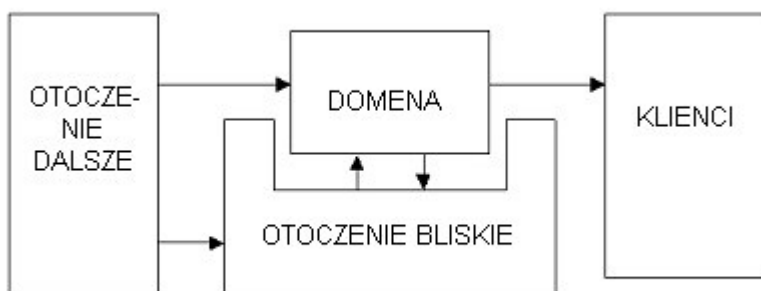 OTOCZE-
NIE
DALSZE
DOMENA
KLIENCI
OTOCZENIE BLISKIE